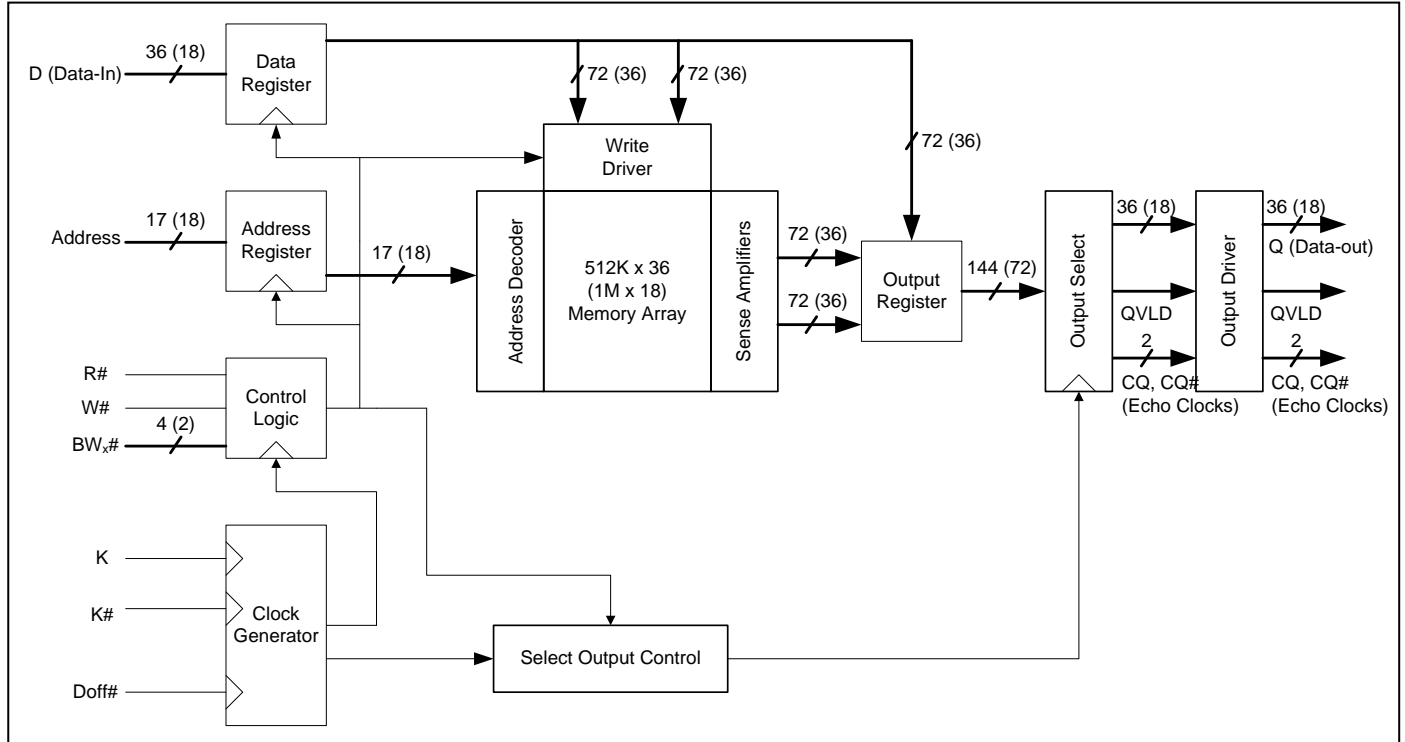 36 (18)
D (Data-In)
Data
Register
72 (36)
72 (36)
72 (36)
Write
Driver
17 (18)
Address
Address
Register
17 (18)
Address Decoder
512K x 36
(1M x 18)
Memory Array
Sense Amplifiers
72 (36)
72 (36)
Output
Register
144 (72)
Output Select
36 (18)
QVLD
2
CQ, CQ#
(Echo Clocks)
Output Driver
36 (18)
Q (Data-out)
QVLD
2
CQ, CQ#
(Echo Clocks)
R#
W#
4 (2)
BWx#
Control
Logic
K
K#
Doff#
Clock
Generator
Select Output Control